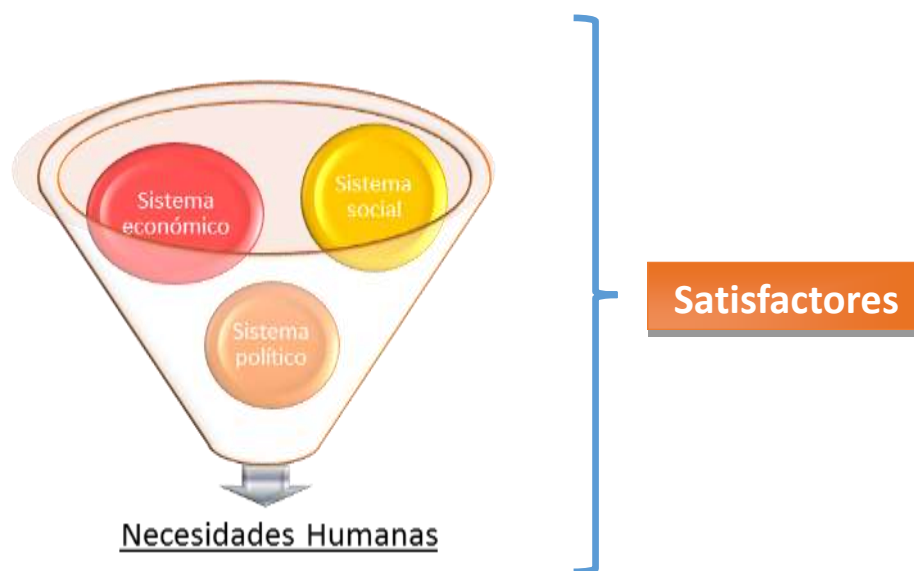 Sistema
económico
Sistema
social
Sistema
político
Necesidades Humanas
Satisfactores